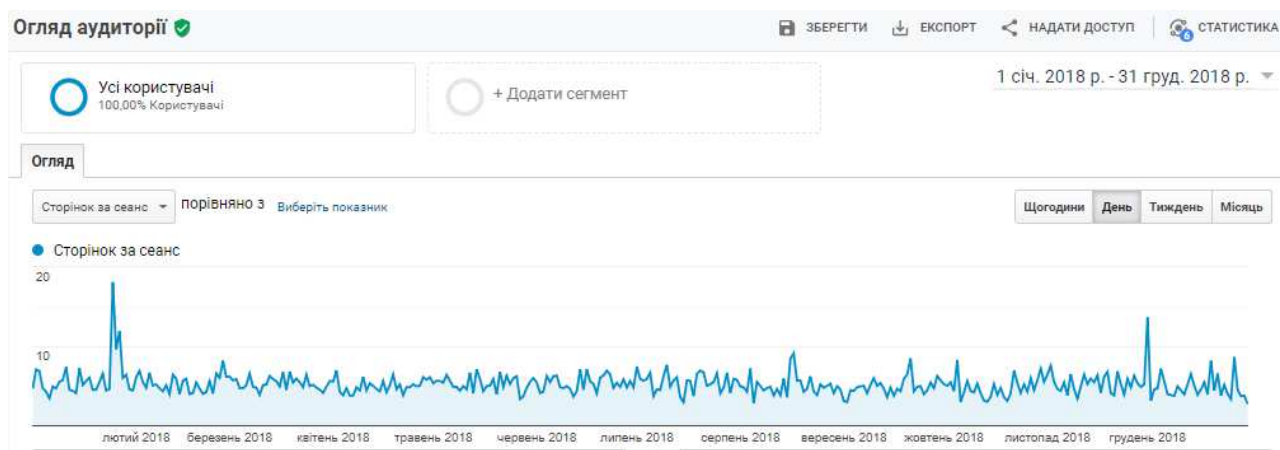 Огляд аудиторії
ЗБЕРЕГТИ ЕКСПОРТ НАДАТИ ДОСТУП 6 СТАТИСТИКА
Усі користувачі
100,00% Користувачі
+ Додати сегмент
1 січ. 2018 р. - 31 груд. 2018 р.
Огляд
Сторінок за сеанс порівняно з Виберіть показник
Щогодини День Тиждень Місяць
Сторінок за сеанс
20
10
лютий 2018 березень 2018 квітень 2018 травень 2018 червень 2018 липень 2018 серпень 2018 вересень 2018 жовтень 2018 листопад 2018 грудень 2018